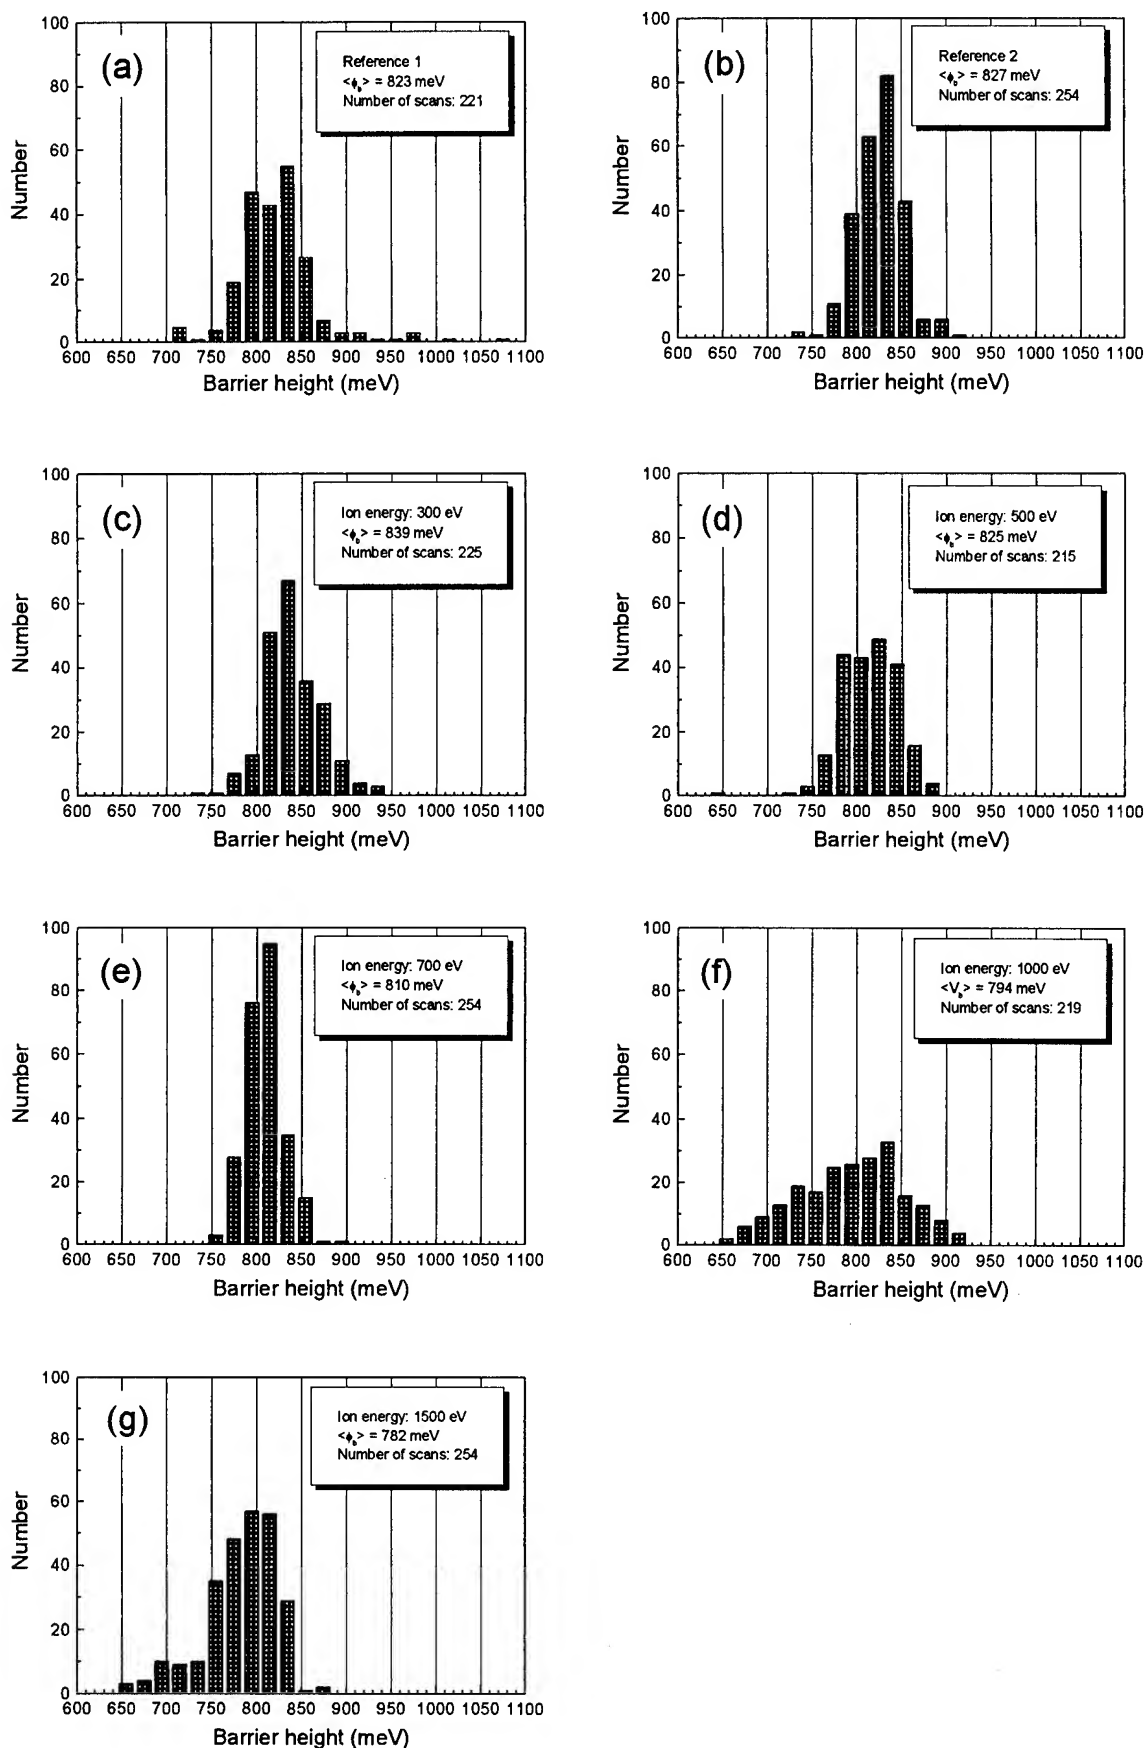 (a)
Reference 1
<ϕb> = 823 meV
Number of scans: 221
Number
100
80
60
40
20
0
600 650 700 750 800 850 900 950 1000 1050 1100
Barrier height (meV)
(b)
Reference 2
<ϕb> = 827 meV
Number of scans: 254
Number
100
80
60
40
20
0
600 650 700 750 800 850 900 950 1000 1050 1100
Barrier height (meV)
(c)
Ion energy: 300 eV
<ϕb> = 839 meV
Number of scans: 225
Number
100
80
60
40
20
0
600 650 700 750 800 850 900 950 1000 1050 1100
Barrier height (meV)
(d)
Ion energy: 500 eV
<ϕb> = 825 meV
Number of scans: 215
Number
100
80
60
40
20
0
600 650 700 750 800 850 900 950 1000 1050 1100
Barrier height (meV)
(e)
Ion energy: 700 eV
<ϕb> = 810 meV
Number of scans: 254
Number
100
80
60
40
20
0
600 650 700 750 800 850 900 950 1000 1050 1100
Barrier height (meV)
(f)
Ion energy: 1000 eV
<Vb> = 794 meV
Number of scans: 219
Number
100
80
60
40
20
0
600 650 700 750 800 850 900 950 1000 1050 1100
Barrier height (meV)
(g)
Ion energy: 1500 eV
<ϕb> = 782 meV
Number of scans: 254
Number
100
80
60
40
20
0
600 650 700 750 800 850 900 950 1000 1050 1100
Barrier height (meV)